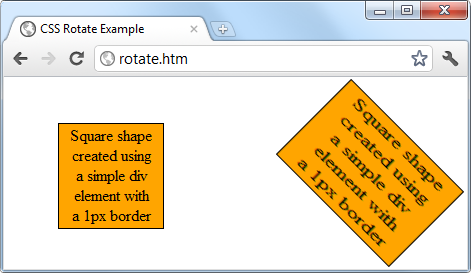 CSS Rotate Example
rotate.htm
Square shape
created using
a simple div
element with
a 1px border
Square shape
created using
a simple div
element with
a 1px border